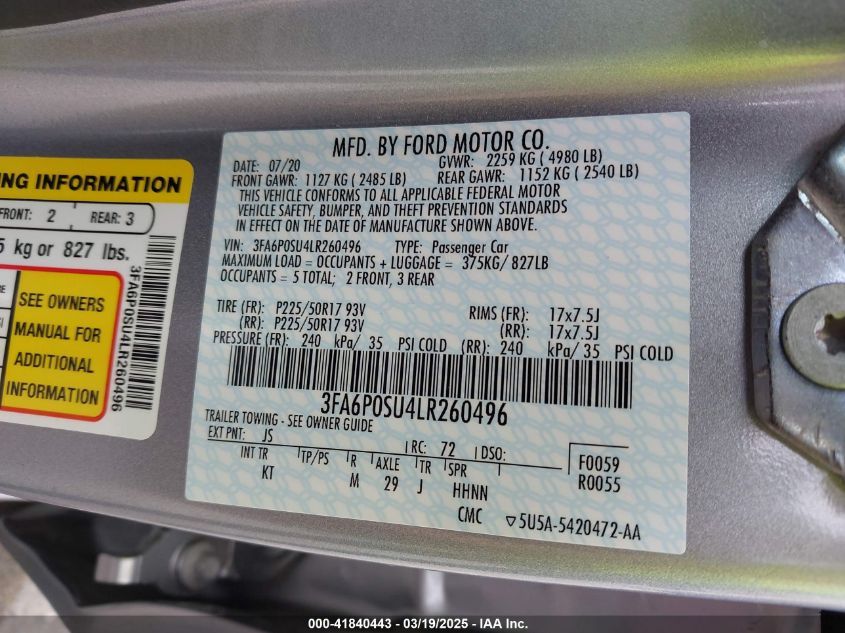 NG INFORMATION
FRONT: 2 REAR: 3
5 kg or 827 lbs.
SEE OWNERS
MANUAL FOR
ADDITIONAL
INFORMATION
3FA6P0SU4LR260496
MFD. BY FORD MOTOR CO.
DATE: 07/20 GVWR: 2259 KG ( 4980 LB)
FRONT GAWR: 1127 KG ( 2485 LB) REAR GAWR: 1152 KG ( 2540 LB)
THIS VEHICLE CONFORMS TO ALL APPLICABLE FEDERAL MOTOR
VEHICLE SAFETY, BUMPER, AND THEFT PREVENTION STANDARDS
IN EFFECT ON THE DATE OF MANUFACTURE SHOWN ABOVE.
VIN: 3FA6P0SU4LR260496 TYPE: Passenger Car
MAXIMUM LOAD = OCCUPANTS + LUGGAGE = 375KG/ 827LB
OCCUPANTS = 5 TOTAL; 2 FRONT, 3 REAR
TIRE (FR): P225/50R17 93V RIMS (FR): 17x7.5J
(RR): P225/50R17 93V (RR): 17x7.5J
PRESSURE (FR): 240 kPa/ 35 PSI COLD (RR): 240 kPa/ 35 PSI COLD
3FA6P0SU4LR260496
TRAILER TOWING - SEE OWNER GUIDE
EXT PNT: JS RC: 72 DSO: F0059
INT TR TP/PS R AXLE TR SPR R0055
KT M 29 J HHNN
CMC ▽5U5A-5420472-AA
000-41840443 — 03/19/2025 — IAA Inc.